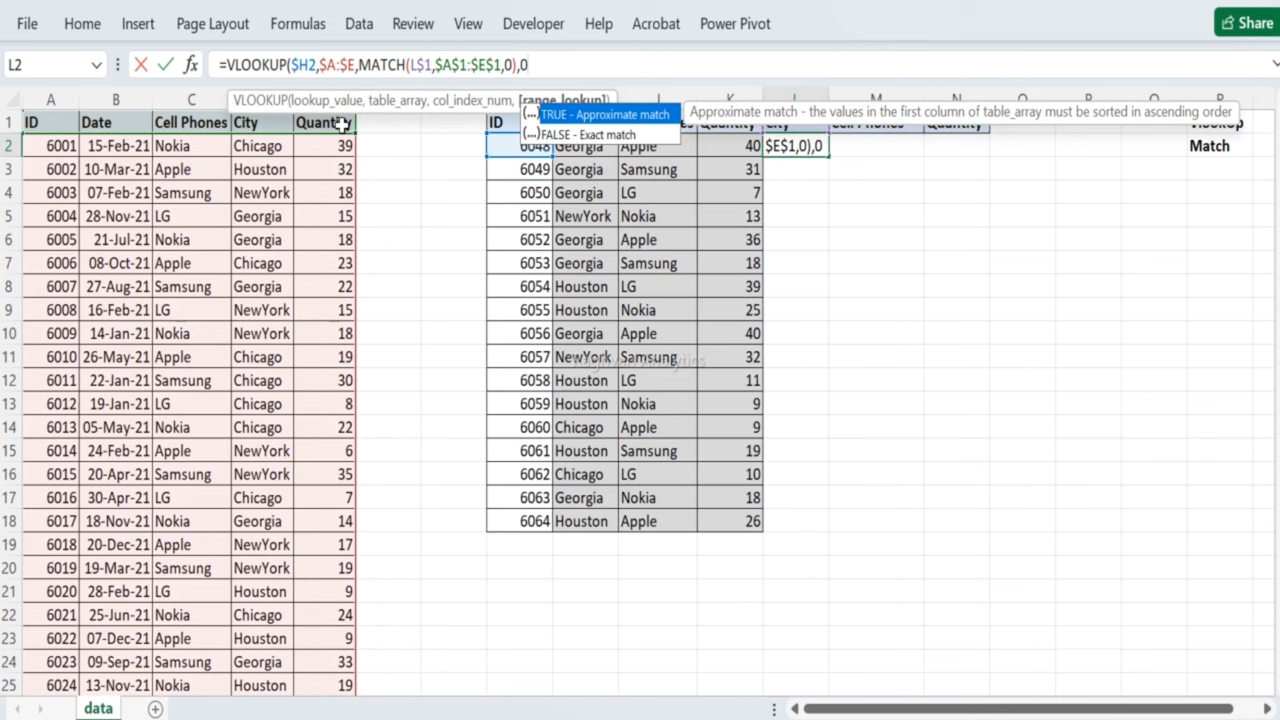 File Home Insert Page Layout Formulas Data Review View Developer Help Acrobat Power Pivot Share
L2 fx =VLOOKUP($H2,$A:$E,MATCH(L$1,$A$1:$E$1,0),0
VLOOKUP(lookup_value, table_array, col_index_num, [range_lookup])
(...)TRUE - Approximate match Approximate match - the values in the first column of table_array must be sorted in ascending order
(...)FALSE - Exact match
A B C
1 ID Date Cell Phones City Quantity ID
2 6001 15-Feb-21 Nokia Chicago 39 6048 Georgia Apple 40 $E$1,0),0 Match
3 6002 10-Mar-21 Apple Houston 32 6049 Georgia Samsung 31
4 6003 07-Feb-21 Samsung NewYork 18 6050 Georgia LG 7
5 6004 28-Nov-21 LG Georgia 15 6051 NewYork Nokia 13
6 6005 21-Jul-21 Nokia Georgia 18 6052 Georgia Apple 36
7 6006 08-Oct-21 Apple Chicago 23 6053 Georgia Samsung 18
8 6007 27-Aug-21 Samsung Georgia 22 6054 Houston LG 39
9 6008 16-Feb-21 LG NewYork 15 6055 Houston Nokia 25
10 6009 14-Jan-21 Nokia NewYork 18 6056 Georgia Apple 40
11 6010 26-May-21 Apple Chicago 19 6057 NewYork Samsung 32
12 6011 22-Jan-21 Samsung Chicago 30 6058 Houston LG 11
13 6012 19-Jan-21 LG Chicago 8 6059 Houston Nokia 9
14 6013 05-May-21 Nokia Chicago 22 6060 Chicago Apple 9
15 6014 24-Feb-21 Apple NewYork 6 6061 Houston Samsung 19
16 6015 20-Apr-21 Samsung NewYork 35 6062 Chicago LG 10
17 6016 30-Apr-21 LG Chicago 7 6063 Georgia Nokia 18
18 6017 18-Nov-21 Nokia Georgia 14 6064 Houston Apple 26
19 6018 20-Dec-21 Apple NewYork 17
20 6019 19-Mar-21 Samsung NewYork 19
21 6020 28-Feb-21 LG Houston 9
22 6021 25-Jun-21 Nokia Chicago 24
23 6022 07-Dec-21 Apple Houston 9
24 6023 09-Sep-21 Samsung Georgia 33
25 6024 13-Nov-21 Nokia Houston 19
data